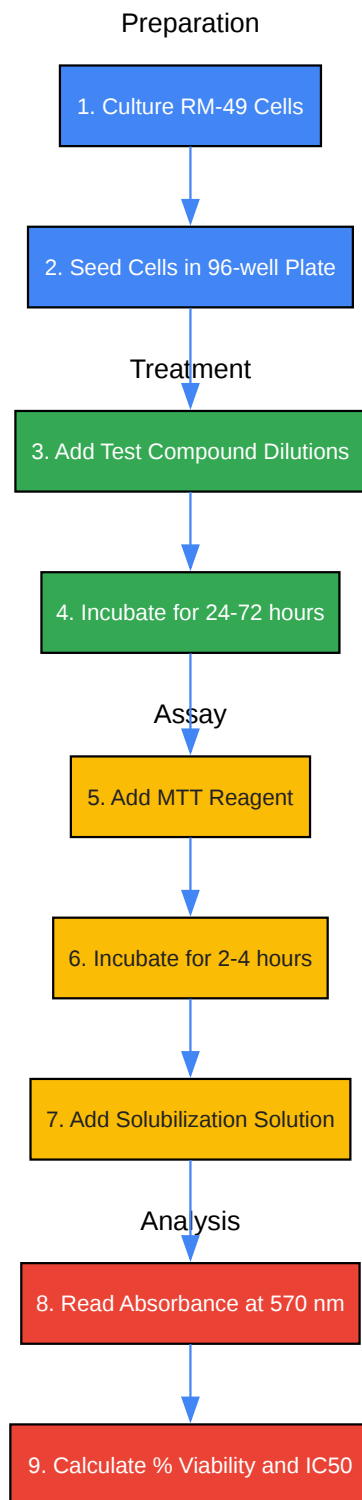 Preparation
1. Culture RM-49 Cells
2. Seed Cells in 96-well Plate
Treatment
3. Add Test Compound Dilutions
4. Incubate for 24-72 hours
Assay
5. Add MTT Reagent
6. Incubate for 2-4 hours
7. Add Solubilization Solution
Analysis
8. Read Absorbance at 570 nm
9. Calculate % Viability and IC50